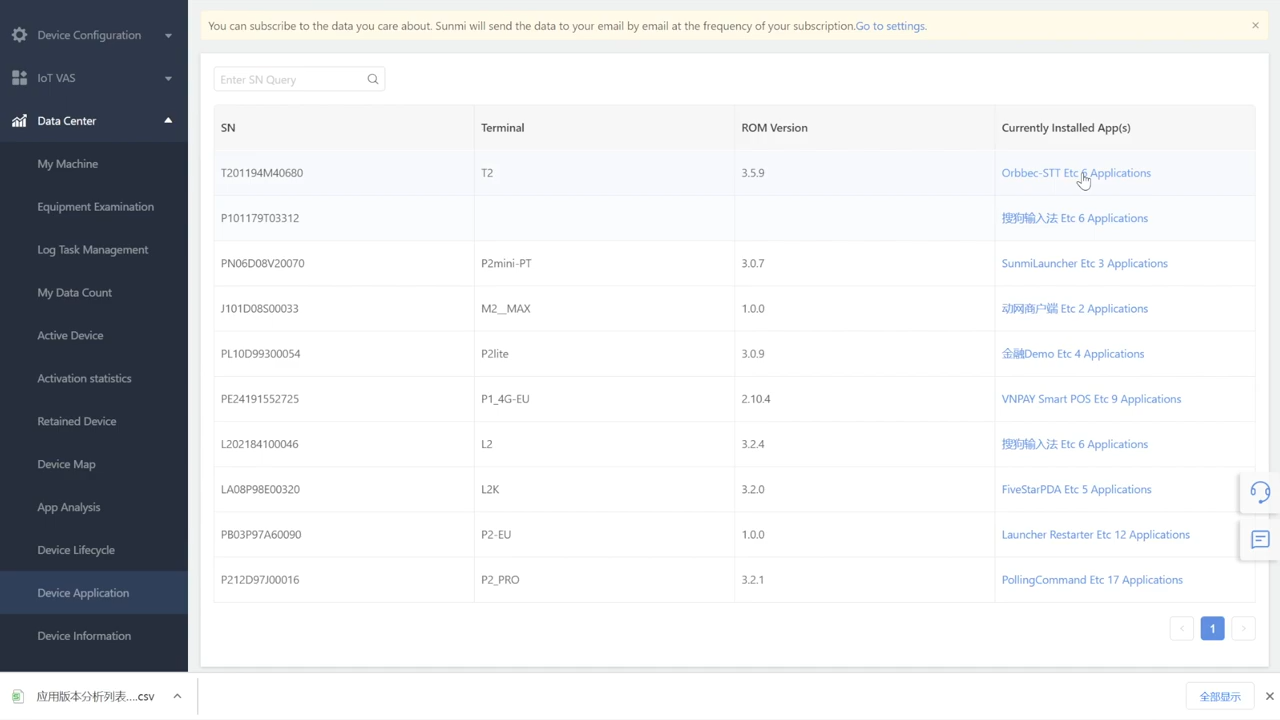 You can subscribe to the data you care about. Sunmi will send the data to your email by email at the frequency of your subscription.Go to settings.
Device Configuration
IoT VAS
Data Center
My Machine
Equipment Examination
Log Task Management
My Data Count
Active Device
Activation statistics
Retained Device
Device Map
App Analysis
Device Lifecycle
Device Application
Device Information
Enter SN Query
SN Terminal ROM Version Currently Installed App(s)
T201194M40680 T2 3.5.9 Orbbec-STT Etc 6 Applications
P101179T03312 搜狗输入法 Etc 6 Applications
PN06D08V20070 P2mini-PT 3.0.7 SunmiLauncher Etc 3 Applications
J101D08S00033 M2__MAX 1.0.0 动网商户端 Etc 2 Applications
PL10D99300054 P2lite 3.0.9 金融Demo Etc 4 Applications
PE24191552725 P1_4G-EU 2.10.4 VNPAY Smart POS Etc 9 Applications
L202184100046 L2 3.2.4 搜狗输入法 Etc 6 Applications
LA08P98E00320 L2K 3.2.0 FiveStarPDA Etc 5 Applications
PB03P97A60090 P2-EU 1.0.0 Launcher Restarter Etc 12 Applications
P212D97J00016 P2_PRO 3.2.1 PollingCommand Etc 17 Applications
1
应用版本分析列表....csv
全部显示